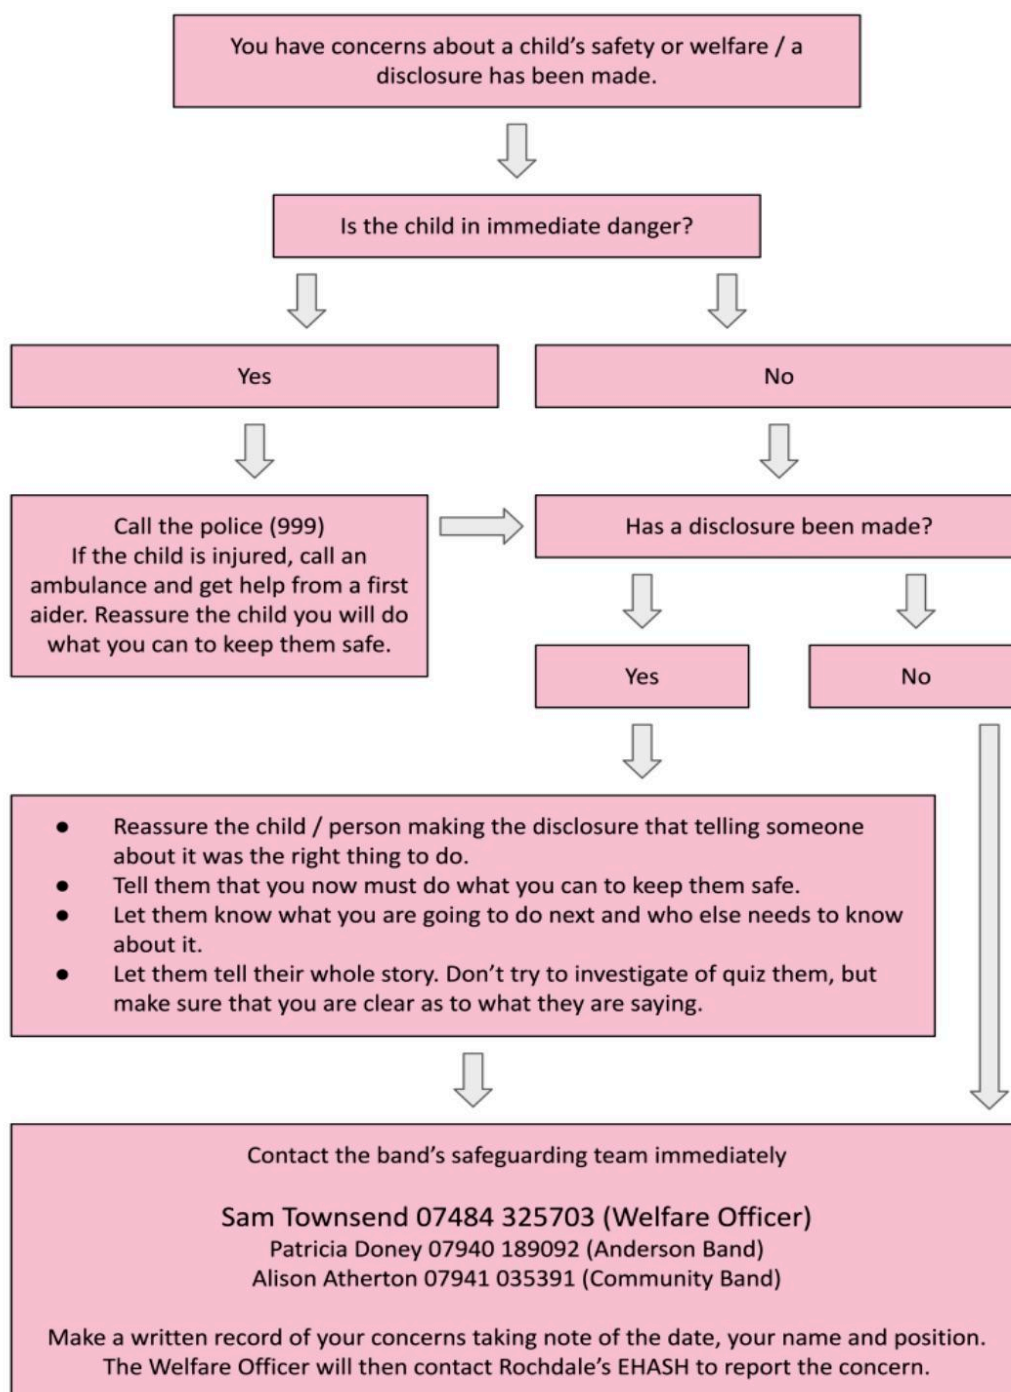 You have concerns about a child's safety or welfare / a
disclosure has been made.
Is the child in immediate danger?
Yes
No
Call the police (999)
If the child is injured, call an
ambulance and get help from a first
aider. Reassure the child you will do
what you can to keep them safe.
Has a disclosure been made?
Yes
No
● Reassure the child / person making the disclosure that telling someone
about it was the right thing to do.
● Tell them that you now must do what you can to keep them safe.
● Let them know what you are going to do next and who else needs to know
about it.
● Let them tell their whole story. Don't try to investigate of quiz them, but
make sure that you are clear as to what they are saying.
Contact the band's safeguarding team immediately
Sam Townsend 07484 325703 (Welfare Officer)
Patricia Doney 07940 189092 (Anderson Band)
Alison Atherton 07941 035391 (Community Band)
Make a written record of your concerns taking note of the date, your name and position.
The Welfare Officer will then contact Rochdale's EHASH to report the concern.